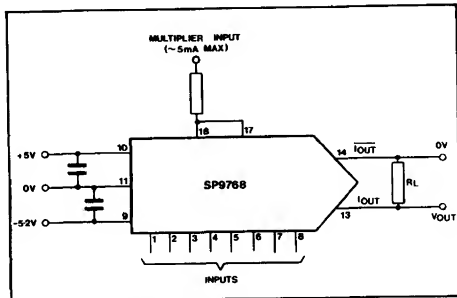 MULTIPLIER INPUT
(~5mA MAX)
16 17
+5V 10
14 IOUT 0V
0V 11
SP9768
RL
-5·2V 9
13 IOUT
VOUT
1 2 3 4 5 6 7 8
INPUTS